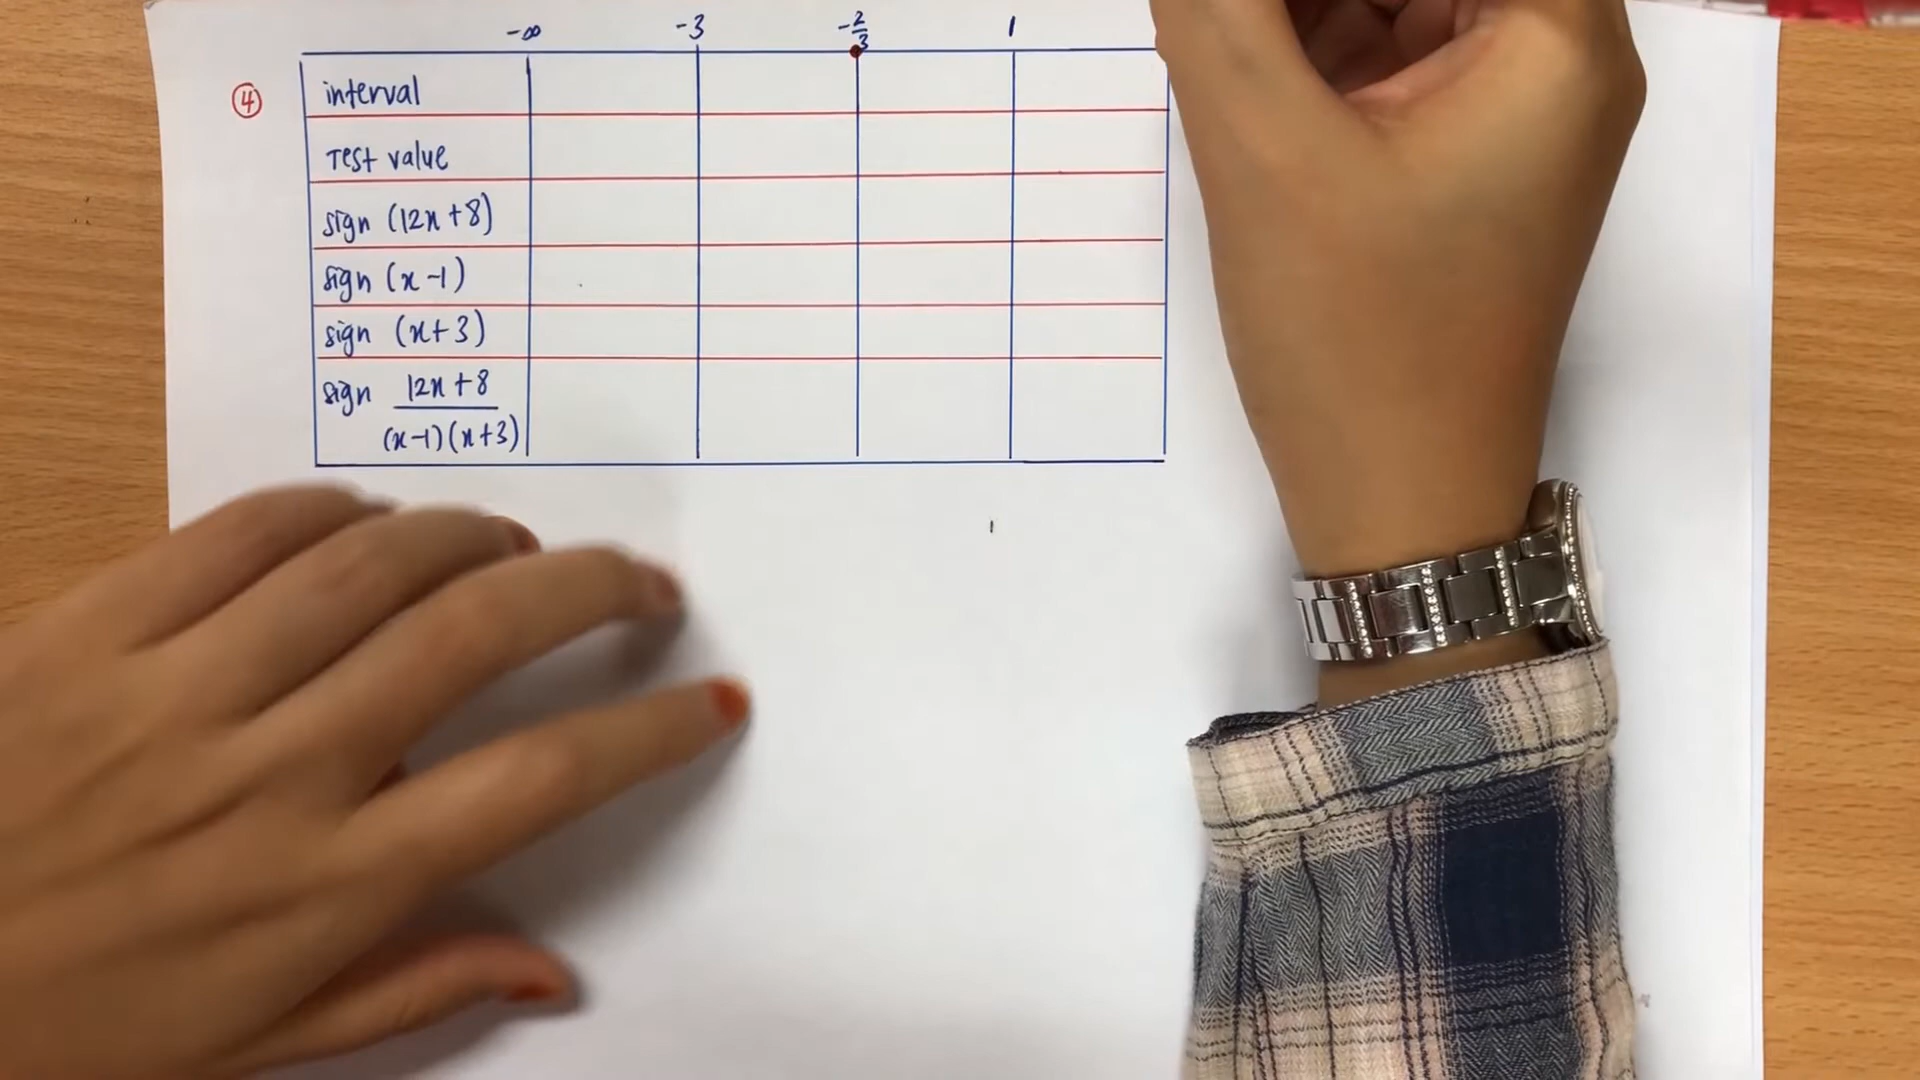 -∞ -3 -2/3 1
④ interval
Test value
sign (12x+8)
sign (x-1)
sign (x+3)
sign 12x+8
(x-1)(x+3)